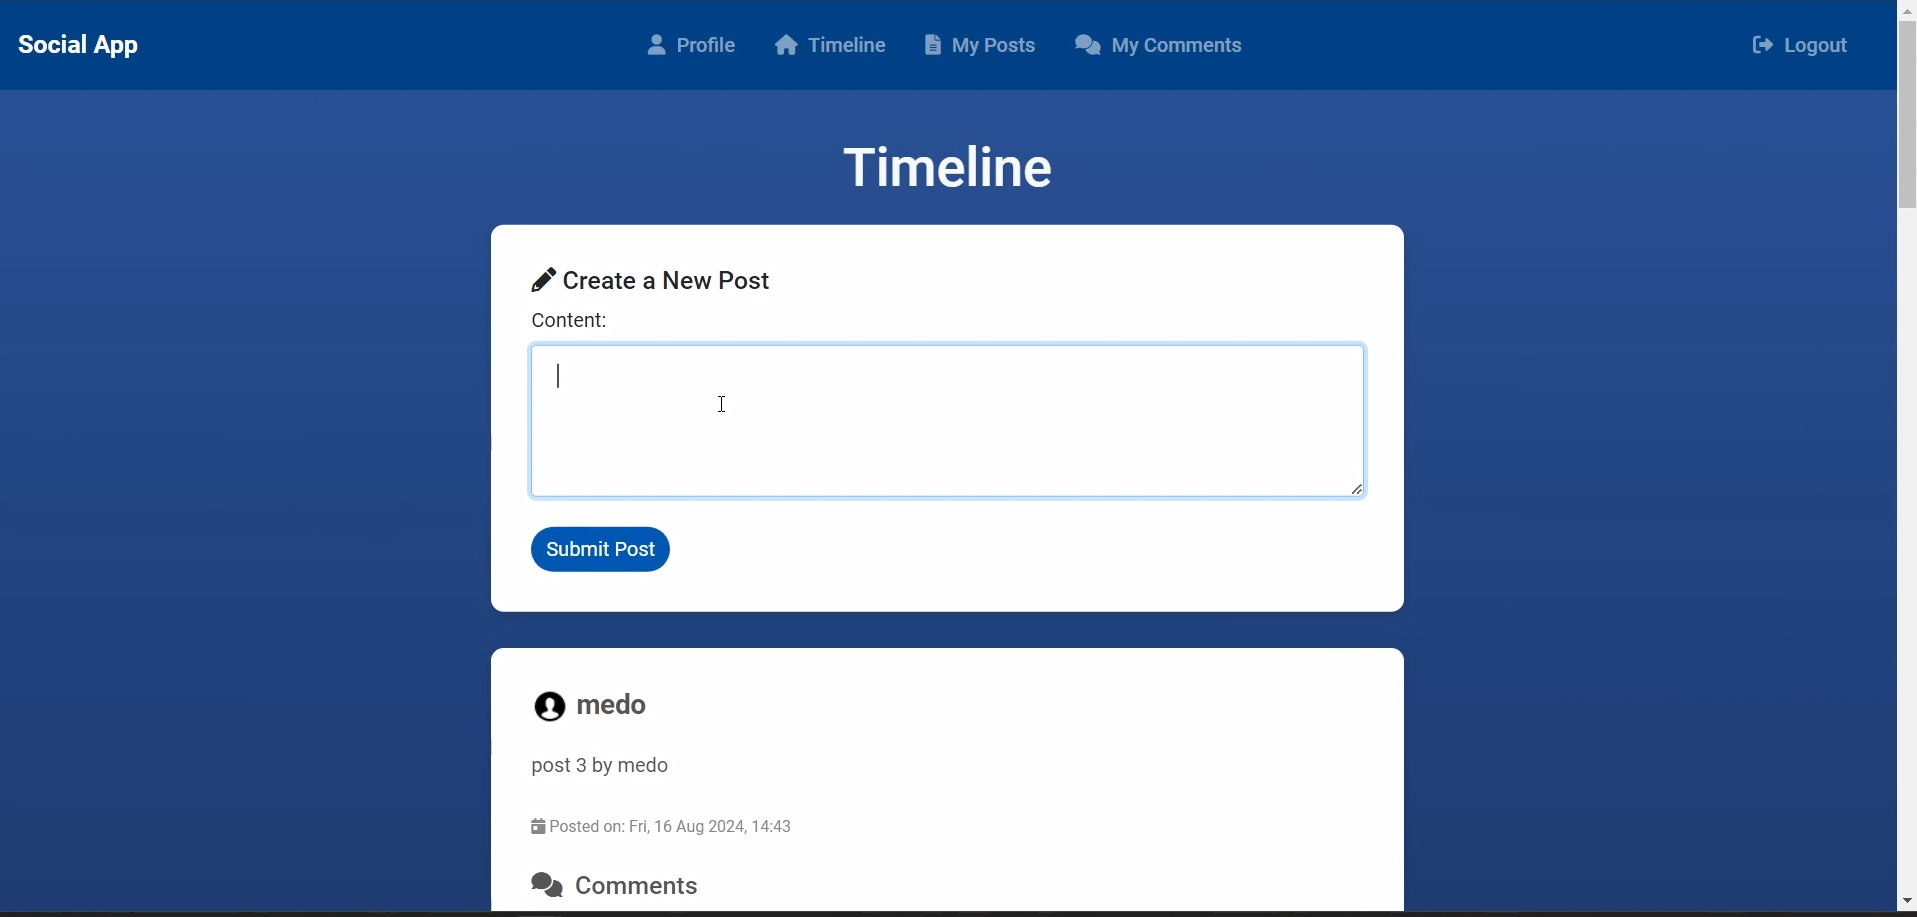 Social App
Profile
Timeline
My Posts
My Comments
Logout
Timeline
Create a New Post
Content:
Submit Post
medo
post 3 by medo
Posted on: Fri, 16 Aug 2024, 14:43
Comments